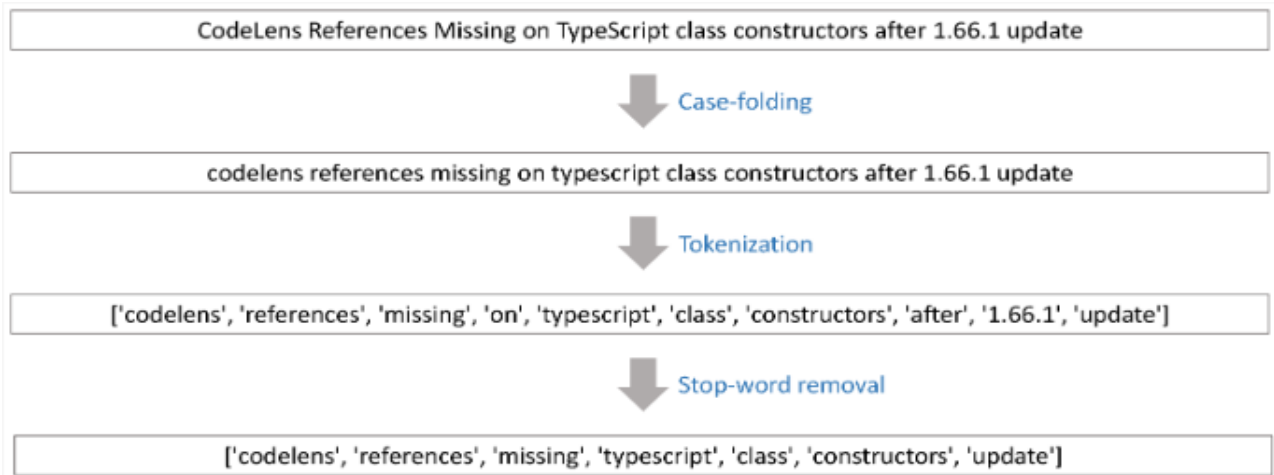 CodeLens References Missing on TypeScript class constructors after 1.66.1 update
Case-folding
codelens references missing on typescript class constructors after 1.66.1 update
Tokenization
['codelens', 'references', 'missing', 'on', 'typescript', 'class', 'constructors', 'after', '1.66.1', 'update']
Stop-word removal
['codelens', 'references', 'missing', 'typescript', 'class', 'constructors', 'update']